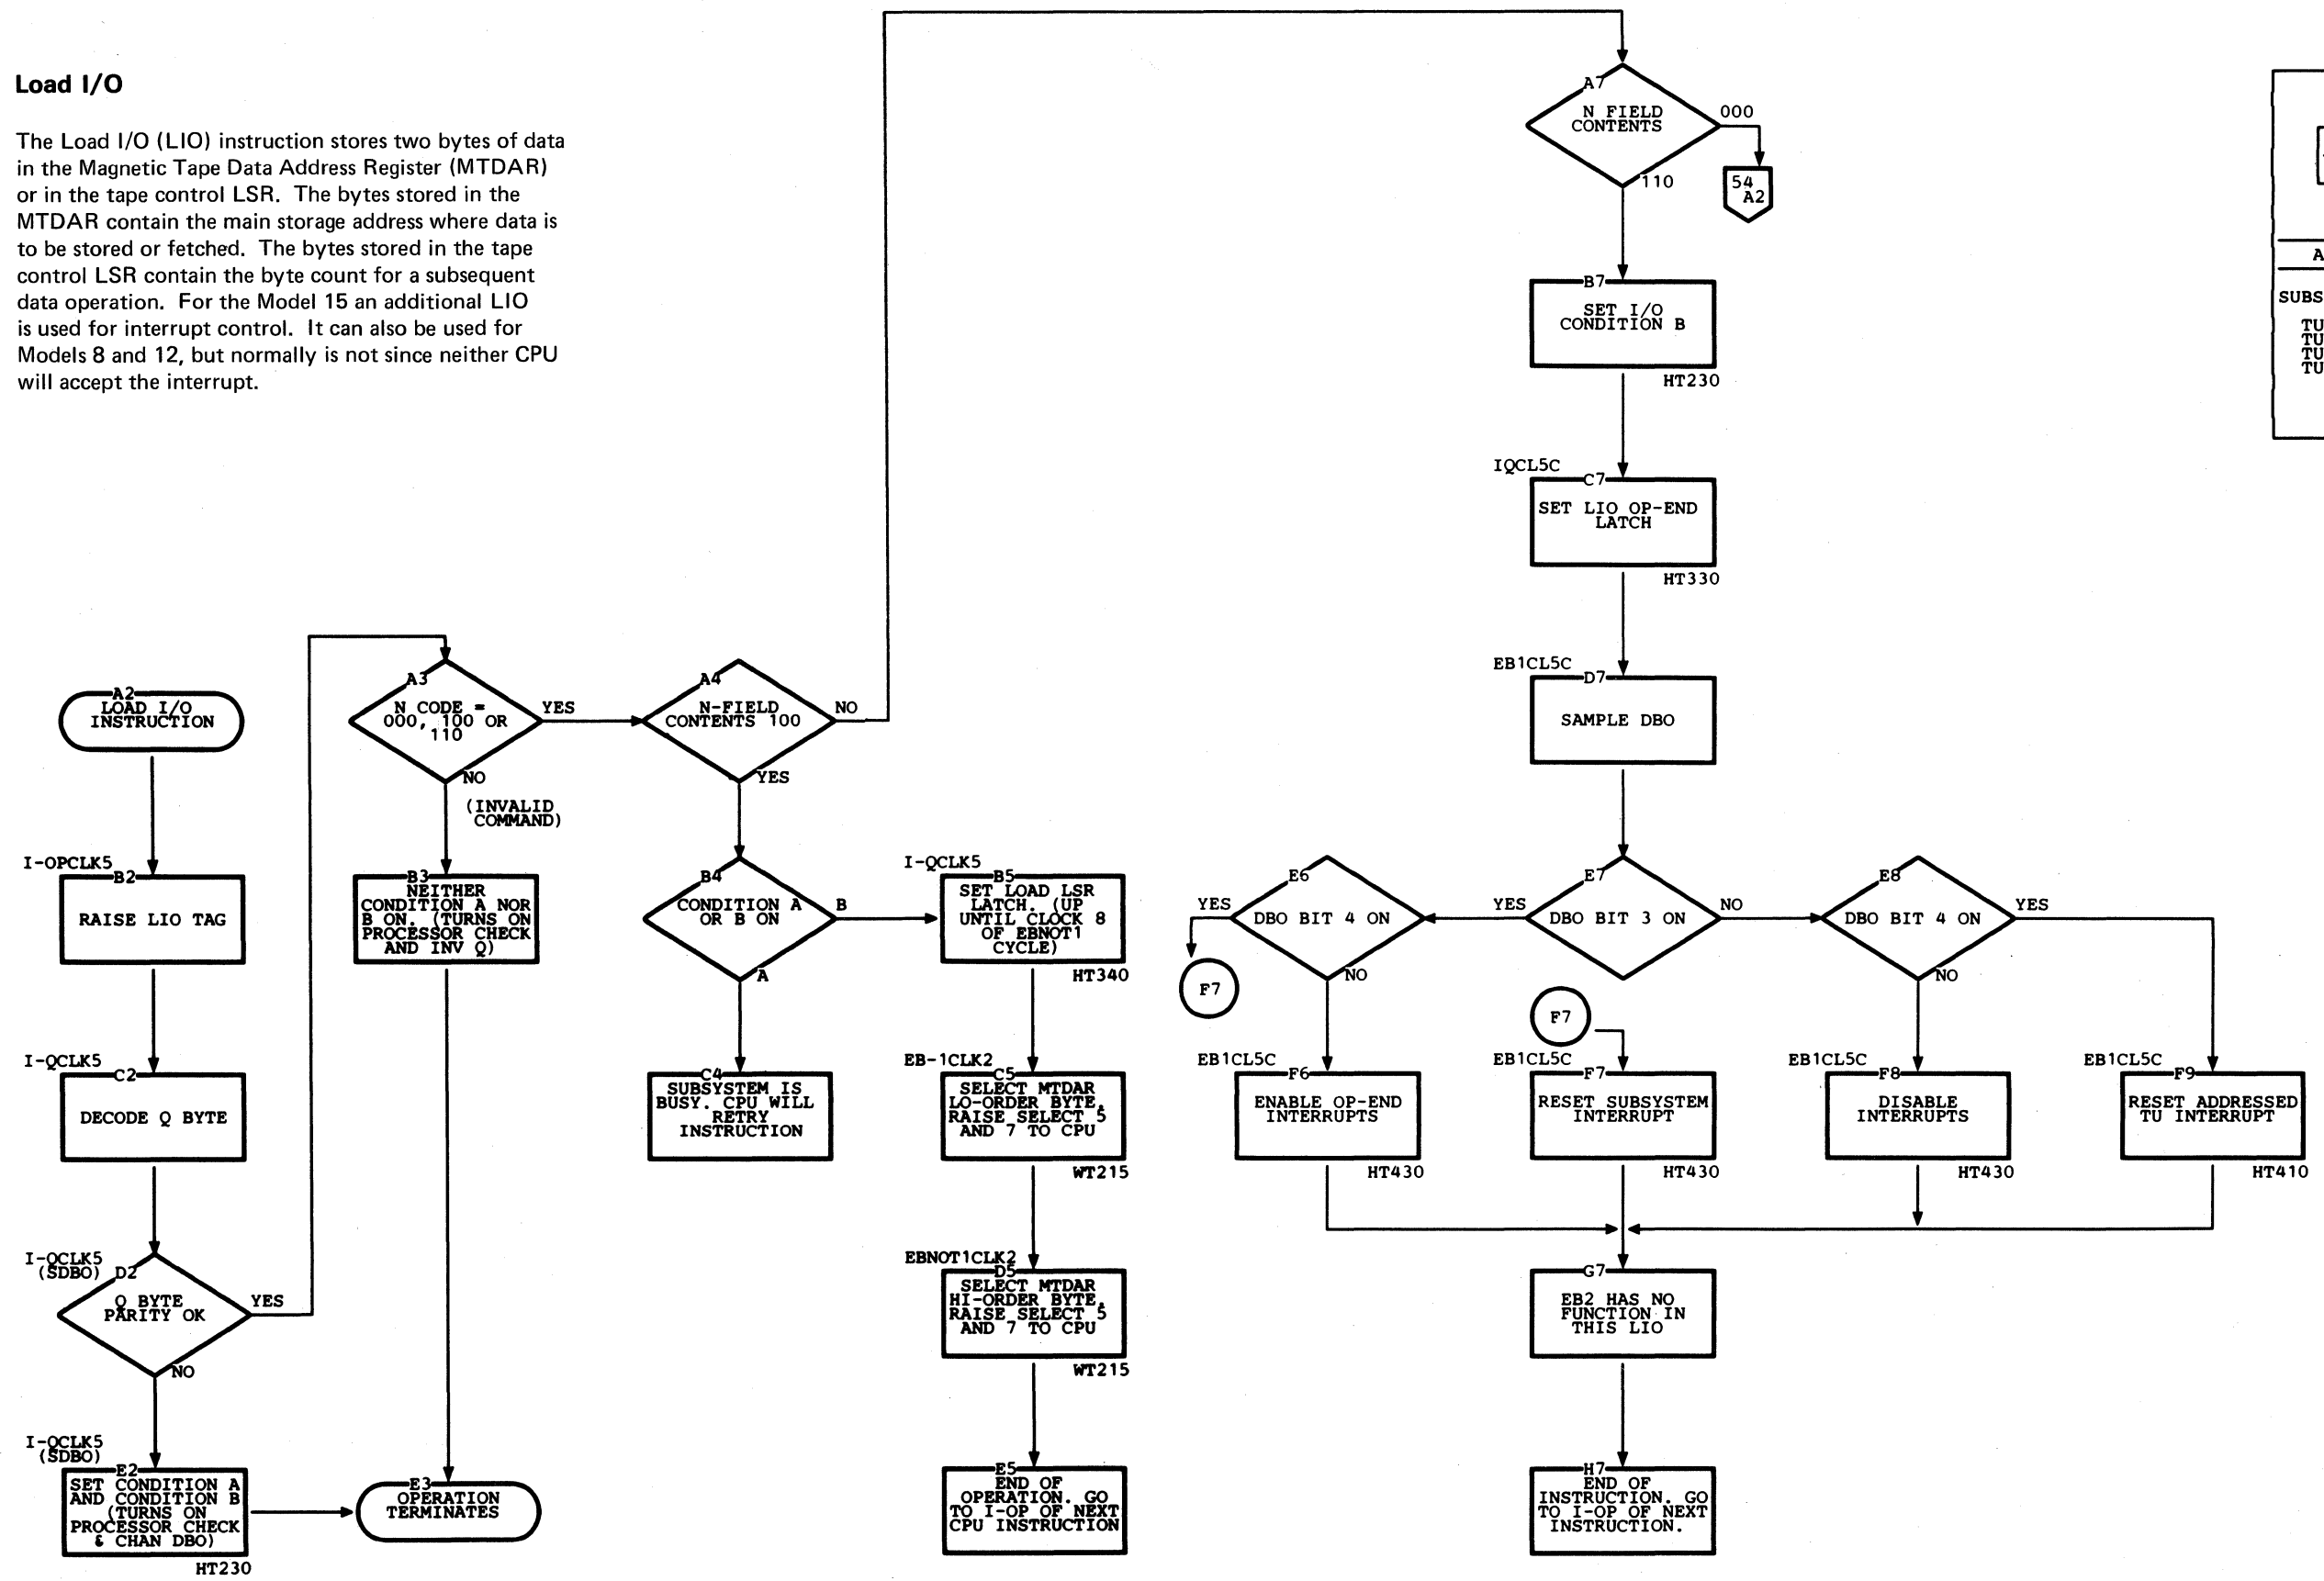 Load I/O
The Load I/O (LIO) instruction stores two bytes of data
in the Magnetic Tape Data Address Register (MTDAR)
or in the tape control LSR. The bytes stored in the
MTDAR contain the main storage address where data is
to be stored or fetched. The bytes stored in the tape
control LSR contain the byte count for a subsequent
data operation. For the Model 15 an additional LIO
is used for interrupt control. It can also be used for
Models 8 and 12, but normally is not since neither CPU
will accept the interrupt.
A2
LOAD I/O
INSTRUCTION
I-OPCLK5
B2
RAISE LIO TAG
I-QCLK5
C2
DECODE Q BYTE
I-QCLK5
(SDBO) D2
Q BYTE
PARITY OK
YES
NO
I-QCLK5
(SDBO)
E2
SET CONDITION A
AND CONDITION B
(TURNS ON
PROCESSOR CHECK
& CHAN DBO)
HT230
A3
N CODE =
000, 100 OR
110
YES
NO
(INVALID
COMMAND)
B3
NEITHER
CONDITION A NOR
B ON. (TURNS ON
PROCESSOR CHECK
AND INV Q)
E3
OPERATION
TERMINATES
A4
N-FIELD
CONTENTS 100
NO
YES
B4
CONDITION A
OR B ON
B
A
C4
SUBSYSTEM IS
BUSY. CPU WILL
RETRY
INSTRUCTION
I-QCLK5
B5
SET LOAD LSR
LATCH. (UP
UNTIL CLOCK 8
OF EBNOT1
CYCLE)
HT340
EB-1CLK2
C5
SELECT MTDAR
LO-ORDER BYTE,
RAISE SELECT 5
AND 7 TO CPU
WT215
EBNOT1CLK2
D5
SELECT MTDAR
HI-ORDER BYTE,
RAISE SELECT 5
AND 7 TO CPU
WT215
E5
END OF
OPERATION. GO
TO I-OP OF NEXT
CPU INSTRUCTION
A7
N FIELD
CONTENTS
000
110
54
A2
B7
SET I/O
CONDITION B
HT230
IQCL5C
C7
SET LIO OP-END
LATCH
HT330
EB1CL5C
D7
SAMPLE DBO
E7
DBO BIT 3 ON
YES
NO
E6
DBO BIT 4 ON
YES
NO
F7
E8
DBO BIT 4 ON
YES
NO
F7
EB1CL5C
F6
ENABLE OP-END
INTERRUPTS
HT430
EB1CL5C
F7
RESET SUBSYSTEM
INTERRUPT
HT430
EB1CL5C
F8
DISABLE
INTERRUPTS
HT430
EB1CL5C
F9
RESET ADDRESSED
TU INTERRUPT
HT410
G7
EB2 HAS NO
FUNCTION IN
THIS LIO
H7
END OF
INSTRUCTION. GO
TO I-OP OF NEXT
INSTRUCTION.
A
SUBS
TU
TU
TU
TU